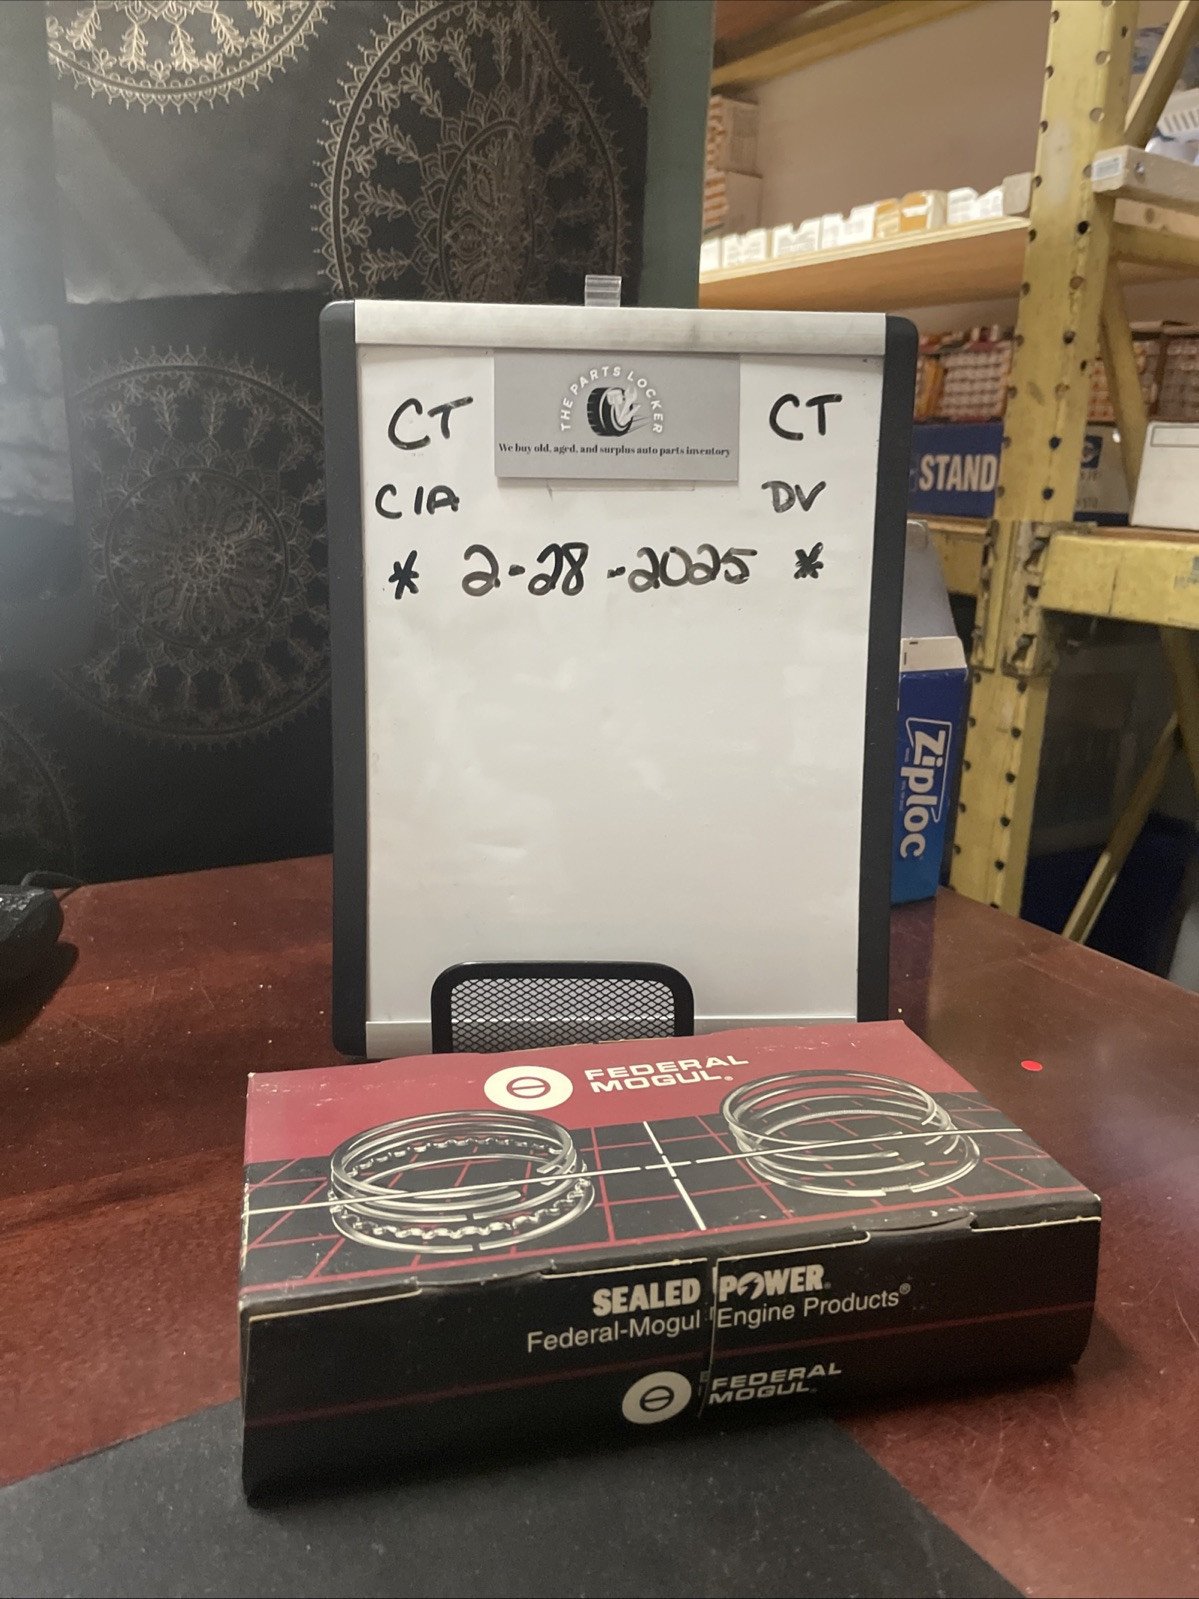 THE PARTS LOCKER
We buy old, aged, and surplus auto parts inventory
CT CT
CIA DV
* 2-28-2025 *
STAND
Ziploc
FEDERAL
MOGUL®
SEALED POWER®
Federal-Mogul Engine Products®
FEDERAL
MOGUL®